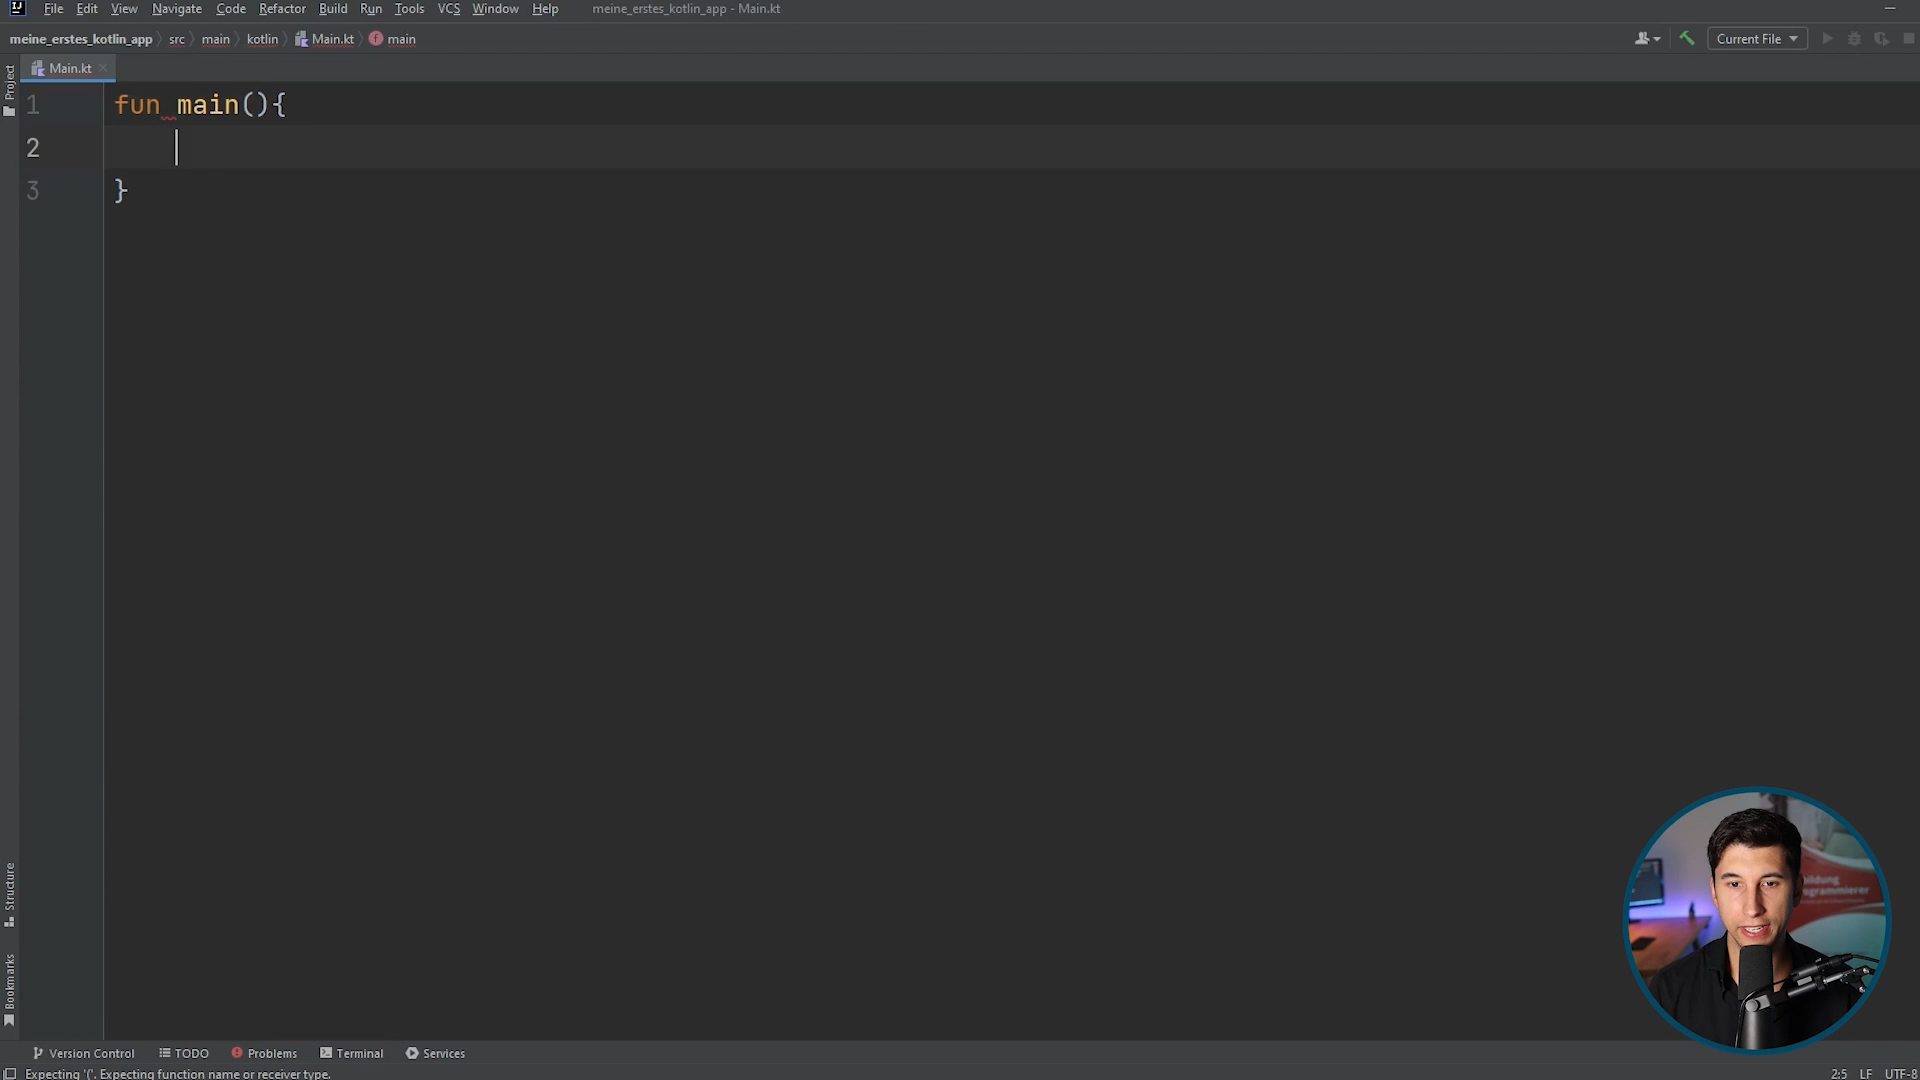 File Edit View Navigate Code Refactor Build Run Tools VCS Window Help meine_erstes_kotlin_app - Main.kt
meine_erstes_kotlin_app src main kotlin Main.kt main Current File
Project
Main.kt
1 fun main(){
2
3 }
Structure
Bookmarks
Version Control TODO Problems Terminal Services
Expecting '('. Expecting function name or receiver type. 2:5 LF UTF-8